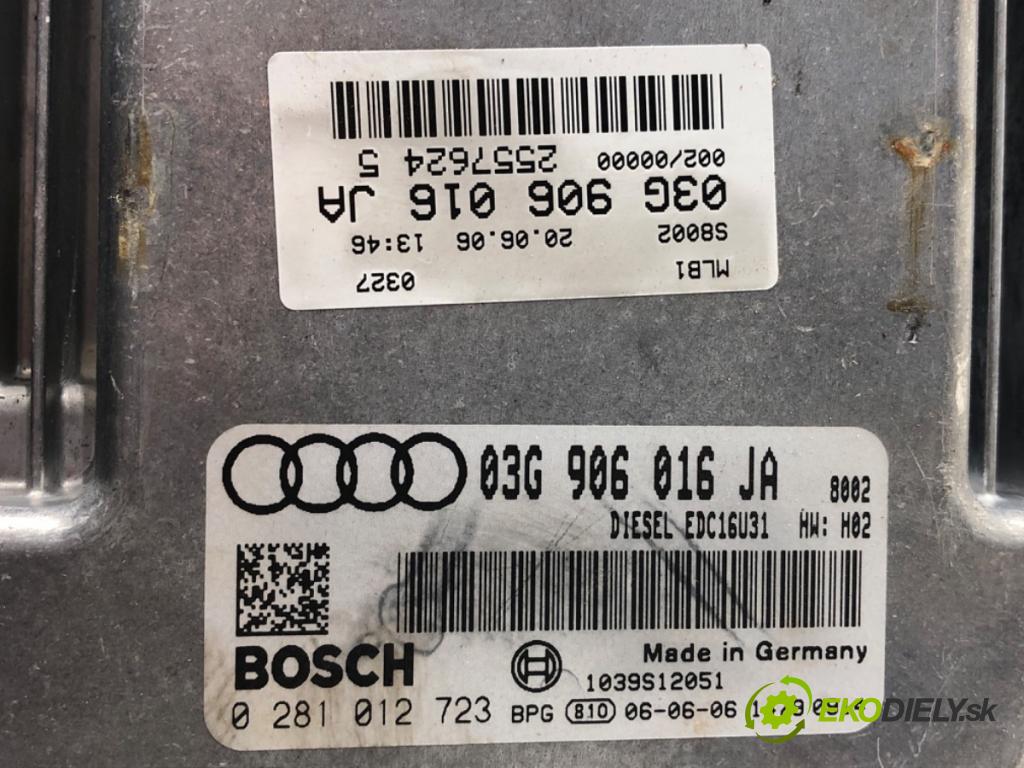 MLB1 0327
S8002 20.06.06 13:46
03G 906 016 JA
002/00000 2557624 5
03G 906 016 JA 8002
DIESEL EDC16U31 HW: H02
BOSCH
Made in Germany
1039S12051
0 281 012 723 BPG 810 06-06-06
EKODIELY.sk